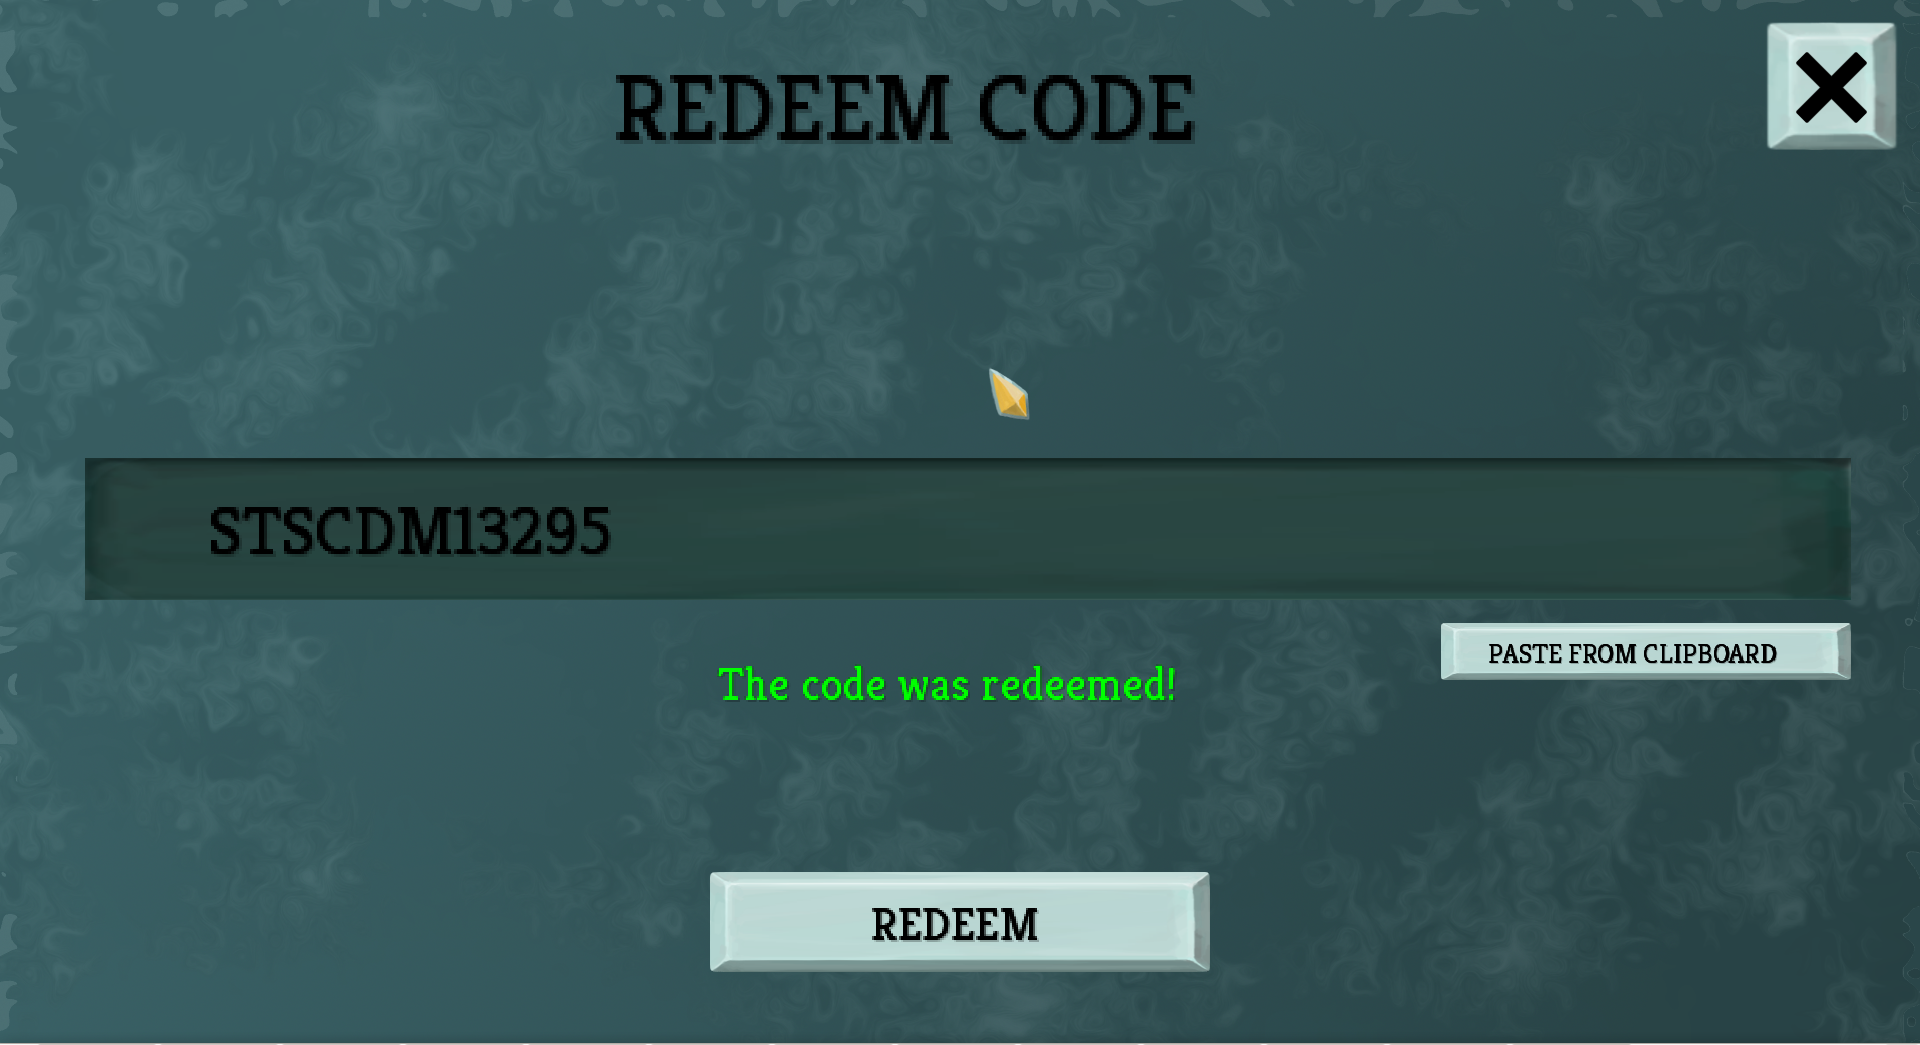 REDEEM CODE
STSCDM13295
PASTE FROM CLIPBOARD
The code was redeemed!
REDEEM